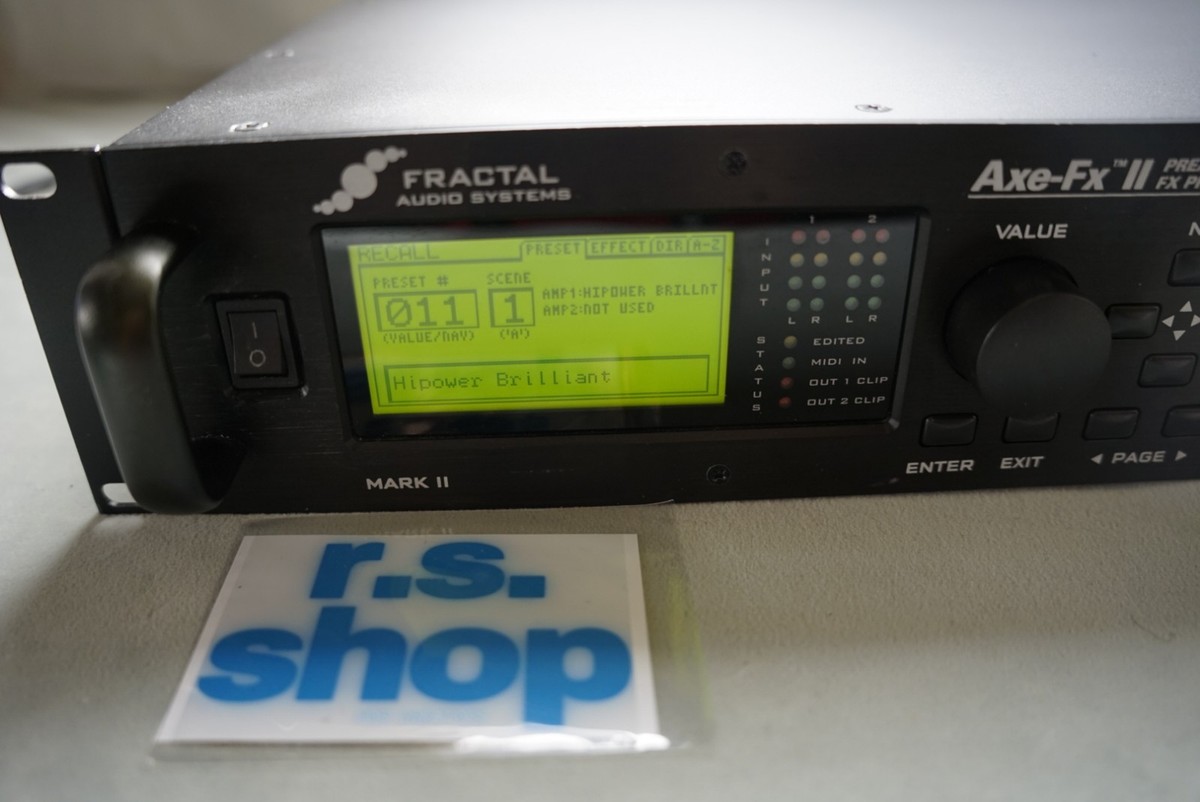 FRACTAL
AUDIO SYSTEMS
Axe-Fx™ II
RECALL PRESET EFFECT DIR A-Z
PRESET # SCENE
011 1
AMP1:HIPOWER BRILLNT
AMP2:NOT USED
(VALUE/NAV) ('A')
Hipower Brilliant
1 2
INPUT
L R L R
STATUS
EDITED
MIDI IN
OUT 1 CLIP
OUT 2 CLIP
VALUE
N
ENTER EXIT PAGE
I
O
MARK II
r.s.
shop